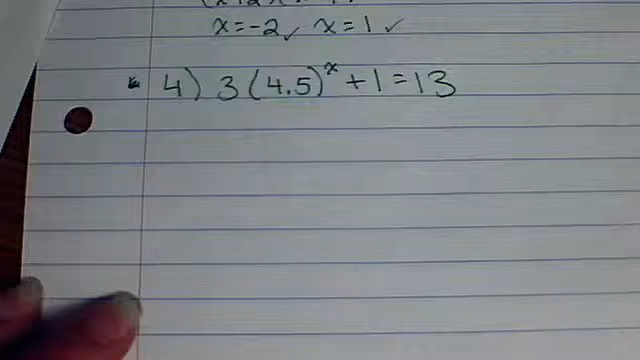 x=-2✓ x=1✓
4) 3(4.5)^x+1=13